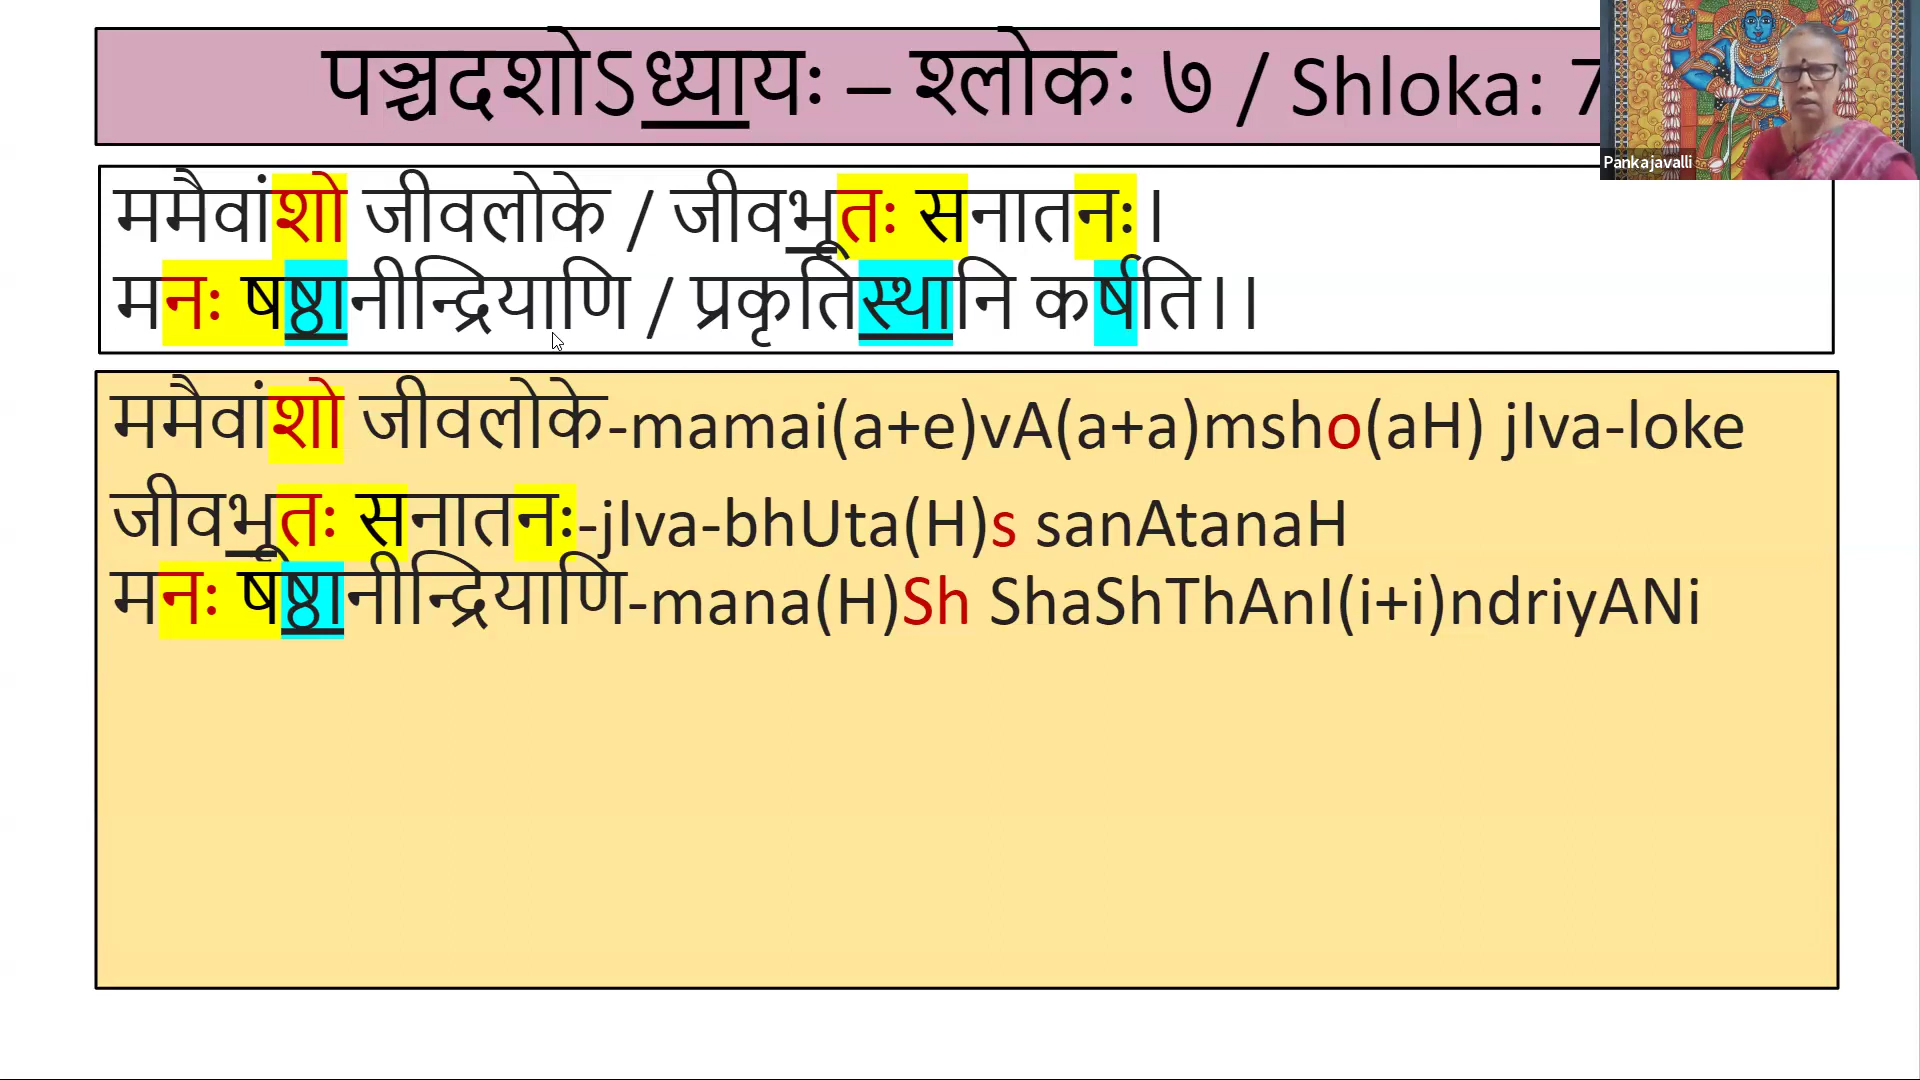 पञ्चदशोऽध्यायः – श्लोकः ७ / Shloka: 7
Pankajavalli
ममैवांशो जीवलोके / जीवभूतः सनातनः।
मनः षष्ठानीन्द्रियाणि / प्रकृतिस्थानि कर्षति।।
ममैवांशो जीवलोके-mamai(a+e)vA(a+a)msho(aH) jIva-loke
जीवभूतः सनातनः-jIva-bhUta(H)s sanAtanaH
मनः षष्ठानीन्द्रियाणि-mana(H)Sh ShaShThAnI(i+i)ndriyANi